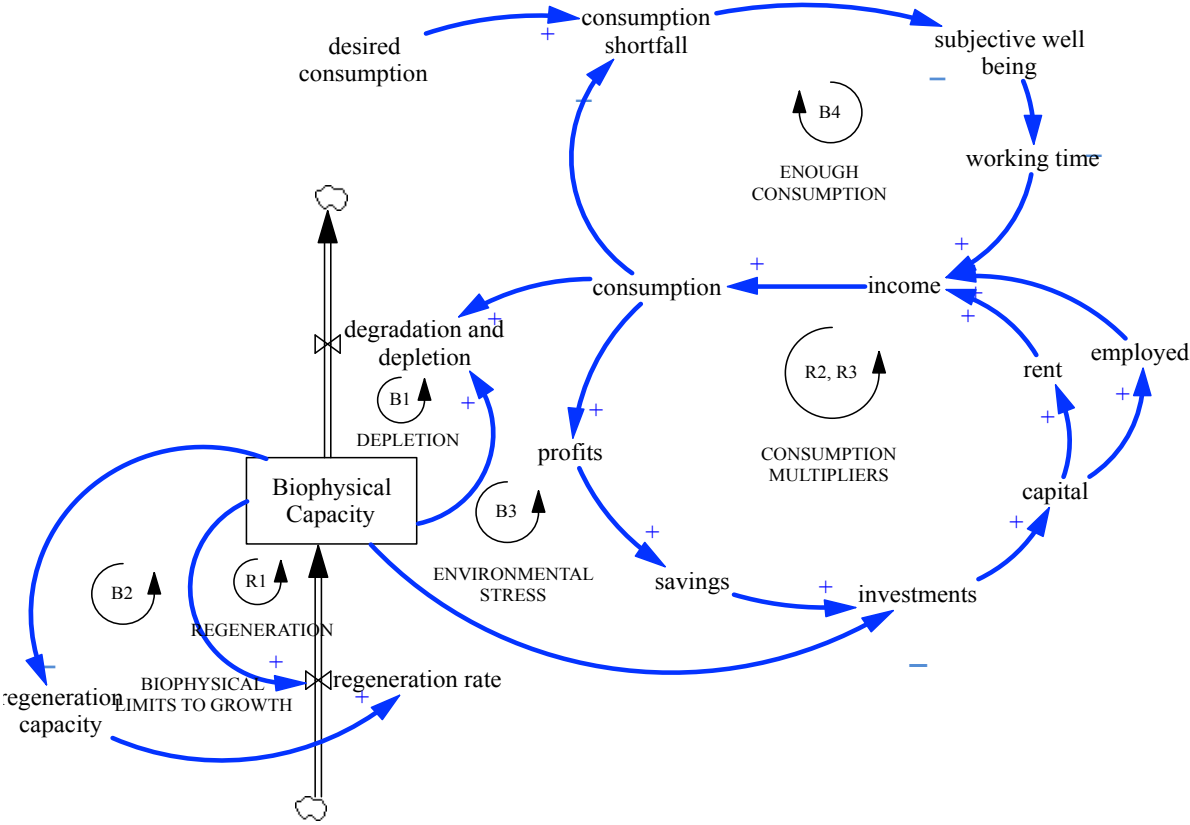 desired
consumption
+
consumption
shortfall
–
subjective well
being
–
B4
ENOUGH
CONSUMPTION
working time
–
+
consumption
+
income
+
+
degradation and
depletion
+
+
B1
DEPLETION
R2, R3
CONSUMPTION
MULTIPLIERS
rent
+
employed
+
profits
+
capital
+
Biophysical
Capacity
B3
ENVIRONMENTAL
STRESS
savings
+
investments
+
–
B2
R1
REGENERATION
+
BIOPHYSICAL
LIMITS TO GROWTH
regeneration rate
+
regeneration
capacity
–